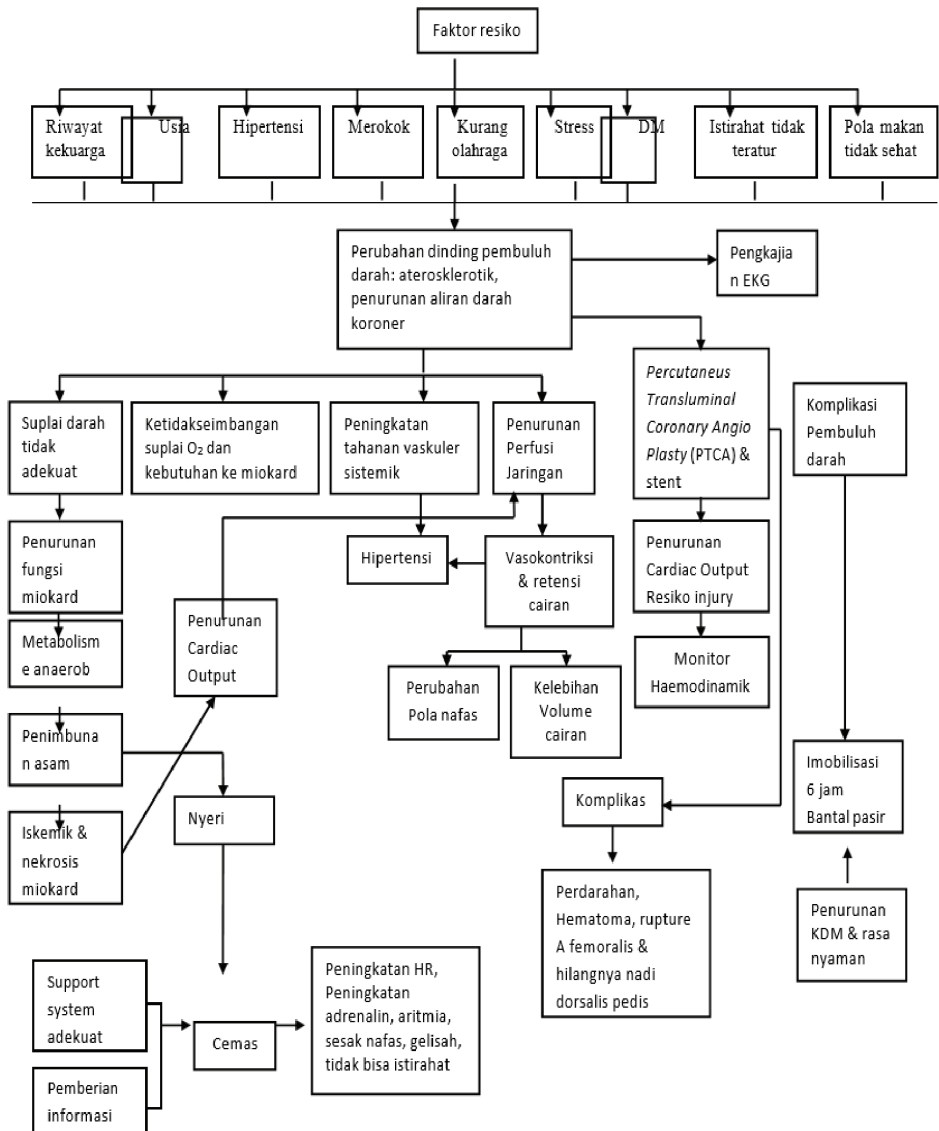 Faktor resiko
Riwayat
kekuarga
Usia
Hipertensi
Merokok
Kurang
olahraga
Stress
DM
Istirahat tidak
teratur
Pola makan
tidak sehat
Perubahan dinding pembuluh
darah: aterosklerotik,
penurunan aliran darah
koroner
Pengkajia
n EKG
Suplai darah
tidak
adekuat
Ketidakseimbangan
suplai O₂ dan
kebutuhan ke miokard
Peningkatan
tahanan vaskuler
sistemik
Penurunan
Perfusi
Jaringan
Percutaneus
Transluminal
Coronary Angio
Plasty (PTCA) &
stent
Komplikasi
Pembuluh
darah
Penurunan
fungsi
miokard
Hipertensi
Vasokontriksi
& retensi
cairan
Penurunan
Cardiac Output
Resiko injury
Metabolism
e anaerob
Penurunan
Cardiac
Output
Perubahan
Pola nafas
Kelebihan
Volume
cairan
Monitor
Haemodinamik
Penimbuna
n asam
Nyeri
Komplikas
Imobilisasi
6 jam
Bantal pasir
Iskemik &
nekrosis
miokard
Perdarahan,
Hematoma, rupture
A femoralis &
hilangnya nadi
dorsalis pedis
Penurunan
KDM & rasa
nyaman
Support
system
adekuat
Cemas
Peningkatan HR,
Peningkatan
adrenalin, aritmia,
sesak nafas, gelisah,
tidak bisa istirahat
Pemberian
informasi